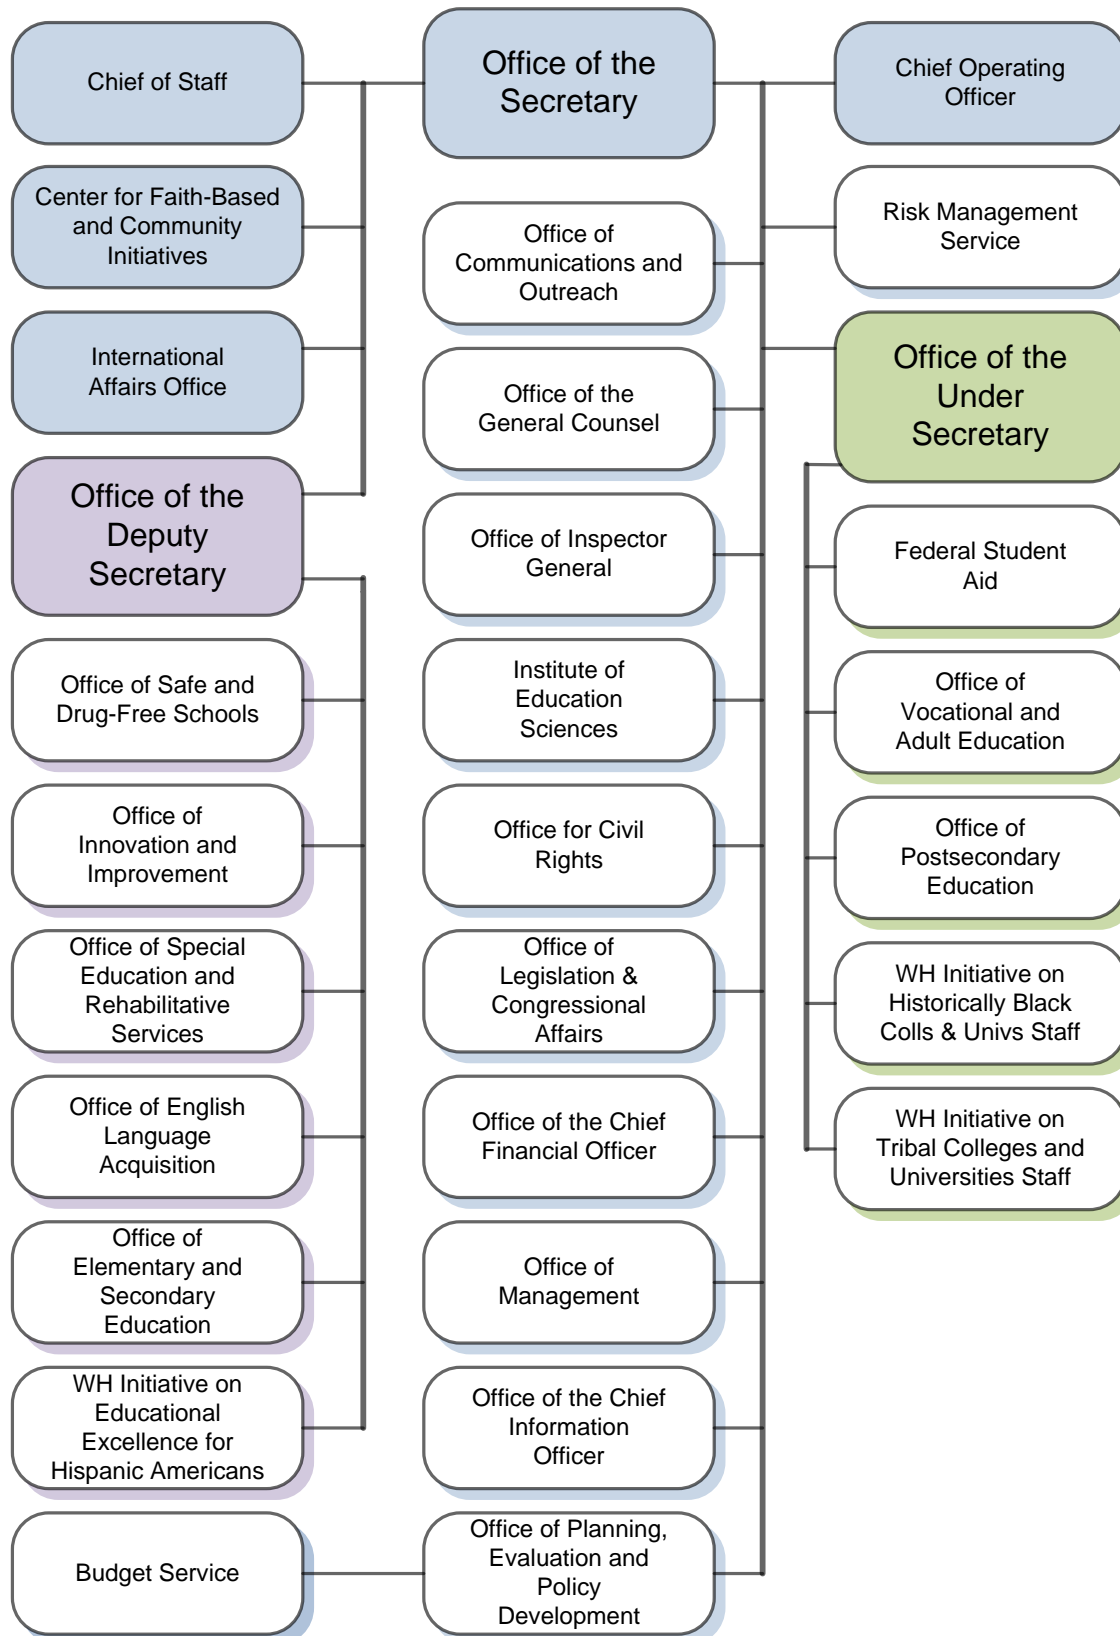 Chief of Staff
Center for Faith-Based
and Community
Initiatives
International
Affairs Office
Office of the
Deputy
Secretary
Office of Safe and
Drug-Free Schools
Office of
Innovation and
Improvement
Office of Special
Education and
Rehabilitative
Services
Office of English
Language
Acquisition
Office of
Elementary and
Secondary
Education
WH Initiative on
Educational
Excellence for
Hispanic Americans
Budget Service
Office of the
Secretary
Office of
Communications and
Outreach
Office of the
General Counsel
Office of Inspector
General
Institute of
Education
Sciences
Office for Civil
Rights
Office of
Legislation &
Congressional
Affairs
Office of the Chief
Financial Officer
Office of
Management
Office of the Chief
Information
Officer
Office of Planning,
Evaluation and
Policy
Development
Chief Operating
Officer
Risk Management
Service
Office of the
Under
Secretary
Federal Student
Aid
Office of
Vocational and
Adult Education
Office of
Postsecondary
Education
WH Initiative on
Historically Black
Colls & Univs Staff
WH Initiative on
Tribal Colleges and
Universities Staff